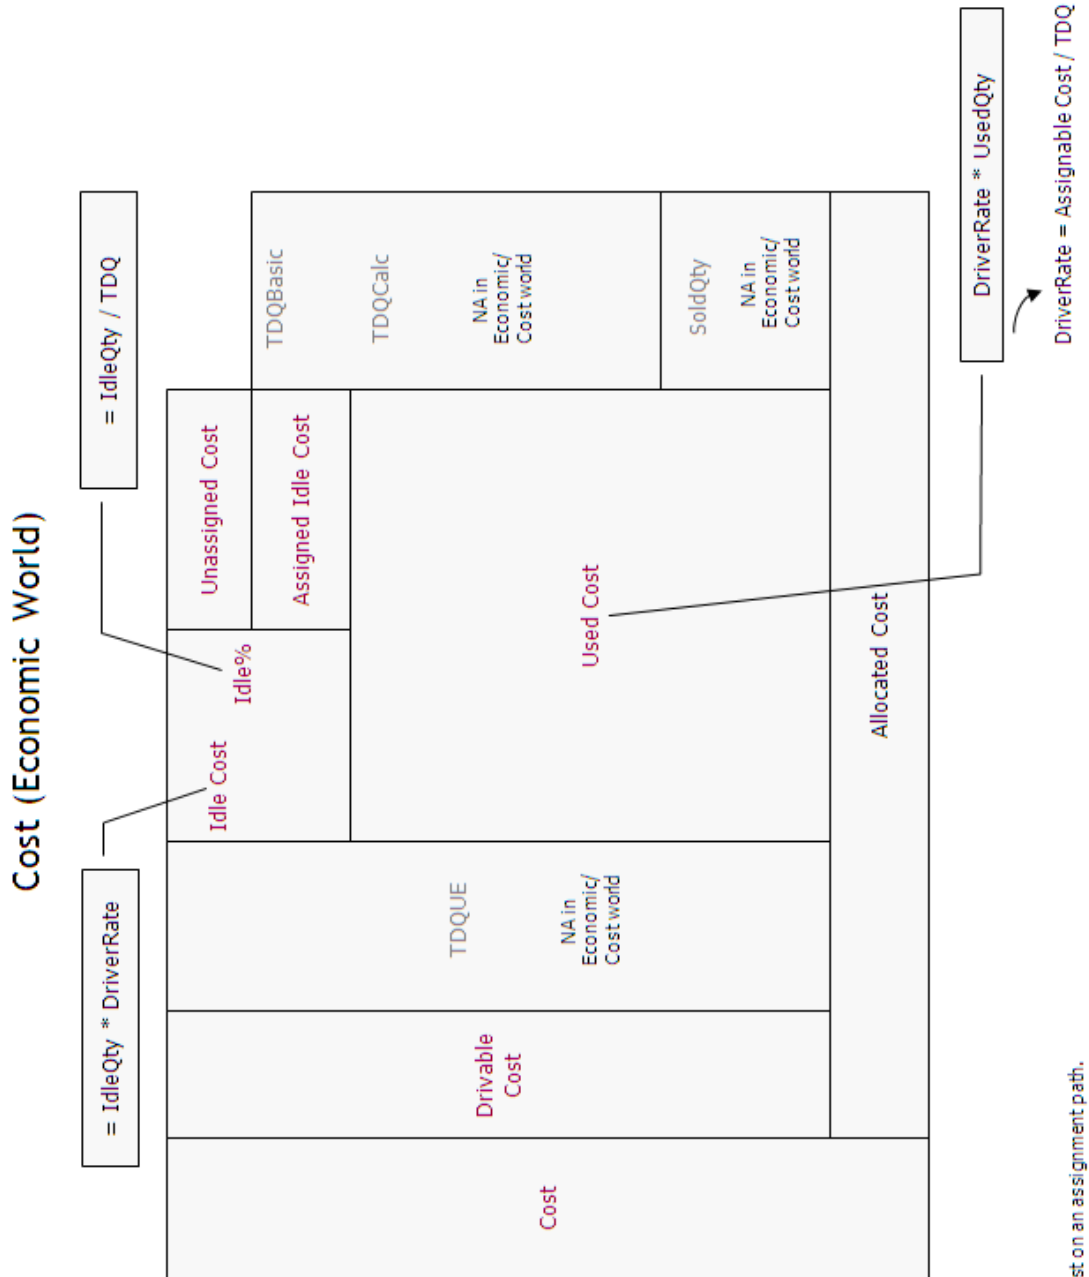 Cost (Economic World)
= IdleQty * DriverRate
= IdleQty / TDQ
Cost
Drivable
Cost
TDQUE
NA in
Economic/
Cost world
Idle Cost
Idle%
Unassigned Cost
Assigned Idle Cost
Used Cost
TDQBasic
TDQCalc
NA in
Economic/
Cost world
SoldQty
NA in
Economic/
Cost world
Allocated Cost
DriverRate * UsedQty
DriverRate = Assignable Cost / TDQ
st on an assignment path.